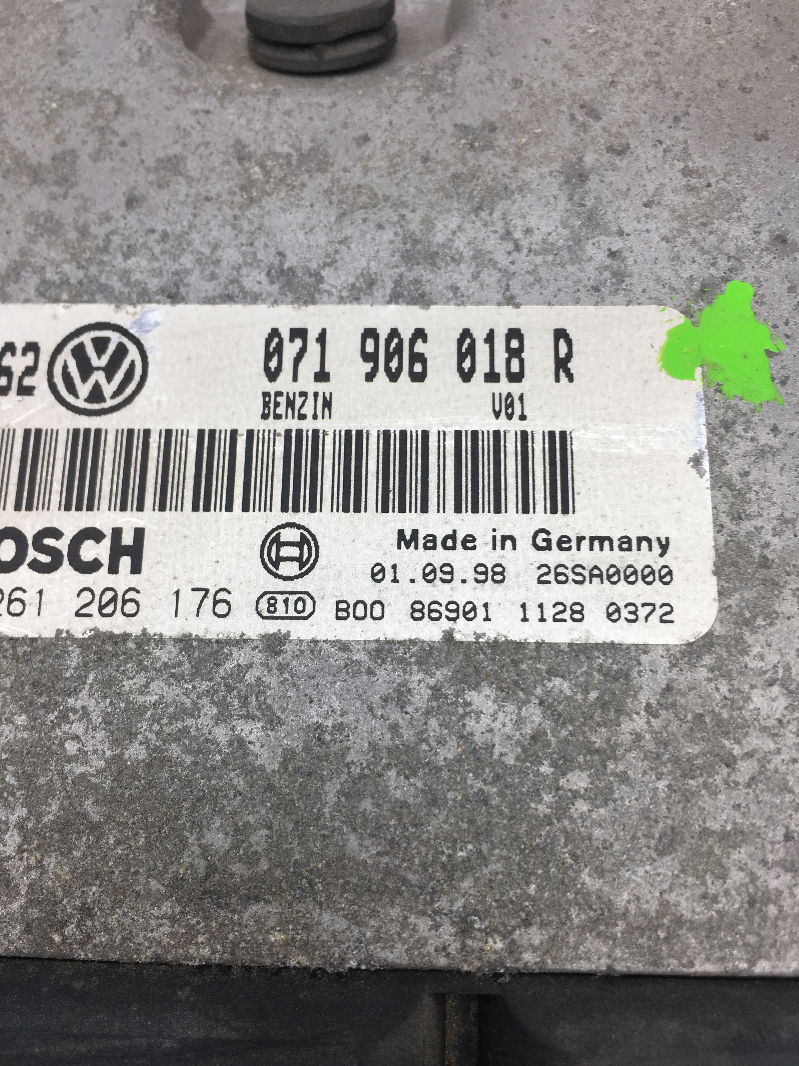 62 VW 071 906 018 R
BENZIN V01
OSCH Made in Germany
01.09.98 26SA0000
261 206 176 810 B00 86901 1128 0372